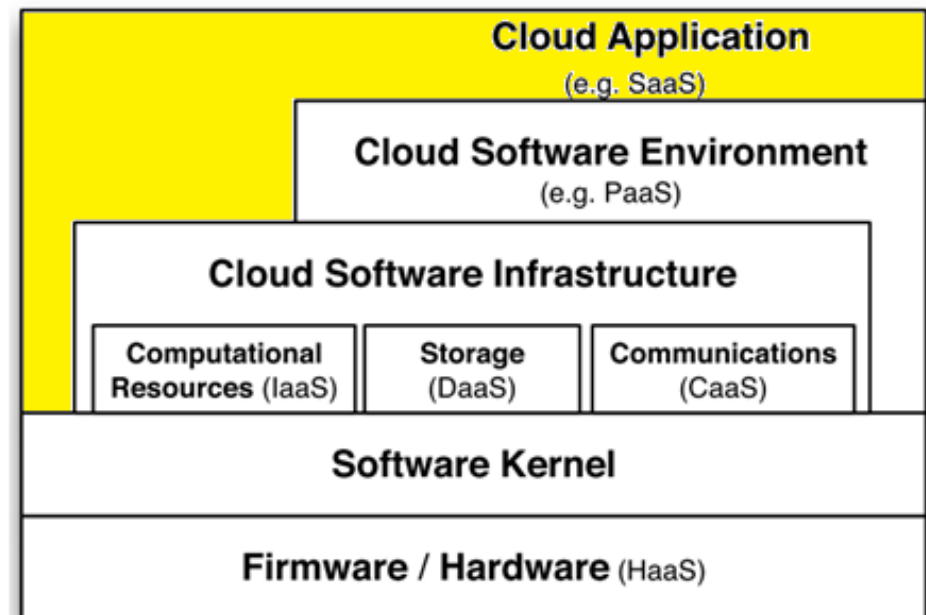 Cloud Application
(e.g. SaaS)
Cloud Software Environment
(e.g. PaaS)
Cloud Software Infrastructure
Computational
Resources (IaaS)
Storage
(DaaS)
Communications
(CaaS)
Software Kernel
Firmware / Hardware (HaaS)